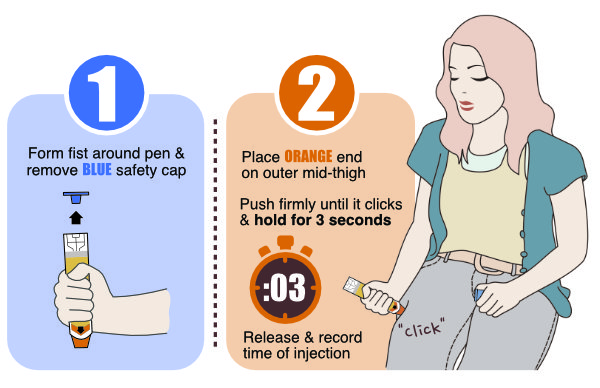 1
Form fist around pen &
remove BLUE safety cap
2
Place ORANGE end
on outer mid-thigh
Push firmly until it clicks
& hold for 3 seconds
:03
Release & record
time of injection
"click"